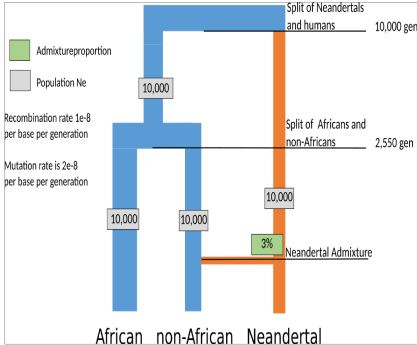 Split of Neandertals
and humans
10,000 gen
Admixtureproportion
Population Ne
10,000
Recombination rate 1e-8
per base per generation
Split of Africans and
non-Africans
2,550 gen
Mutation rate is 2e-8
per base per generation
10,000
10,000
10,000
3%
Neandertal Admixture
African non-African Neandertal